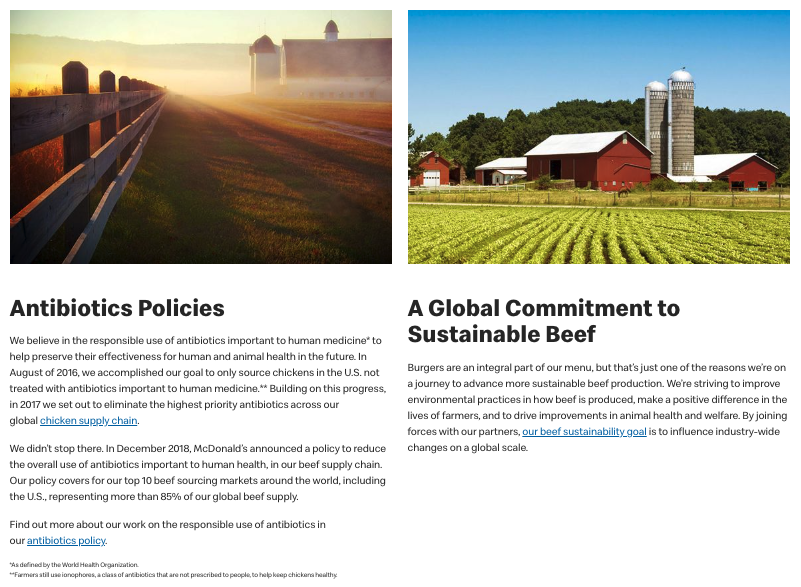 Antibiotics Policies
We believe in the responsible use of antibiotics important to human medicine* to
help preserve their effectiveness for human and animal health in the future. In
August of 2016, we accomplished our goal to only source chickens in the U.S. not
treated with antibiotics important to human medicine.** Building on this progress,
in 2017 we set out to eliminate the highest priority antibiotics across our
global chicken supply chain.
We didn't stop there. In December 2018, McDonald's announced a policy to reduce
the overall use of antibiotics important to human health, in our beef supply chain.
Our policy covers for our top 10 beef sourcing markets around the world, including
the U.S., representing more than 85% of our global beef supply.
Find out more about our work on the responsible use of antibiotics in
our antibiotics policy.
*As defined by the World Health Organization.
**Farmers still use ionophores, a class of antibiotics that are not prescribed to people, to help keep chickens healthy.
A Global Commitment to
Sustainable Beef
Burgers are an integral part of our menu, but that's just one of the reasons we're on
a journey to advance more sustainable beef production. We're striving to improve
environmental practices in how beef is produced, make a positive difference in the
lives of farmers, and to drive improvements in animal health and welfare. By joining
forces with our partners, our beef sustainability goal is to influence industry-wide
changes on a global scale.